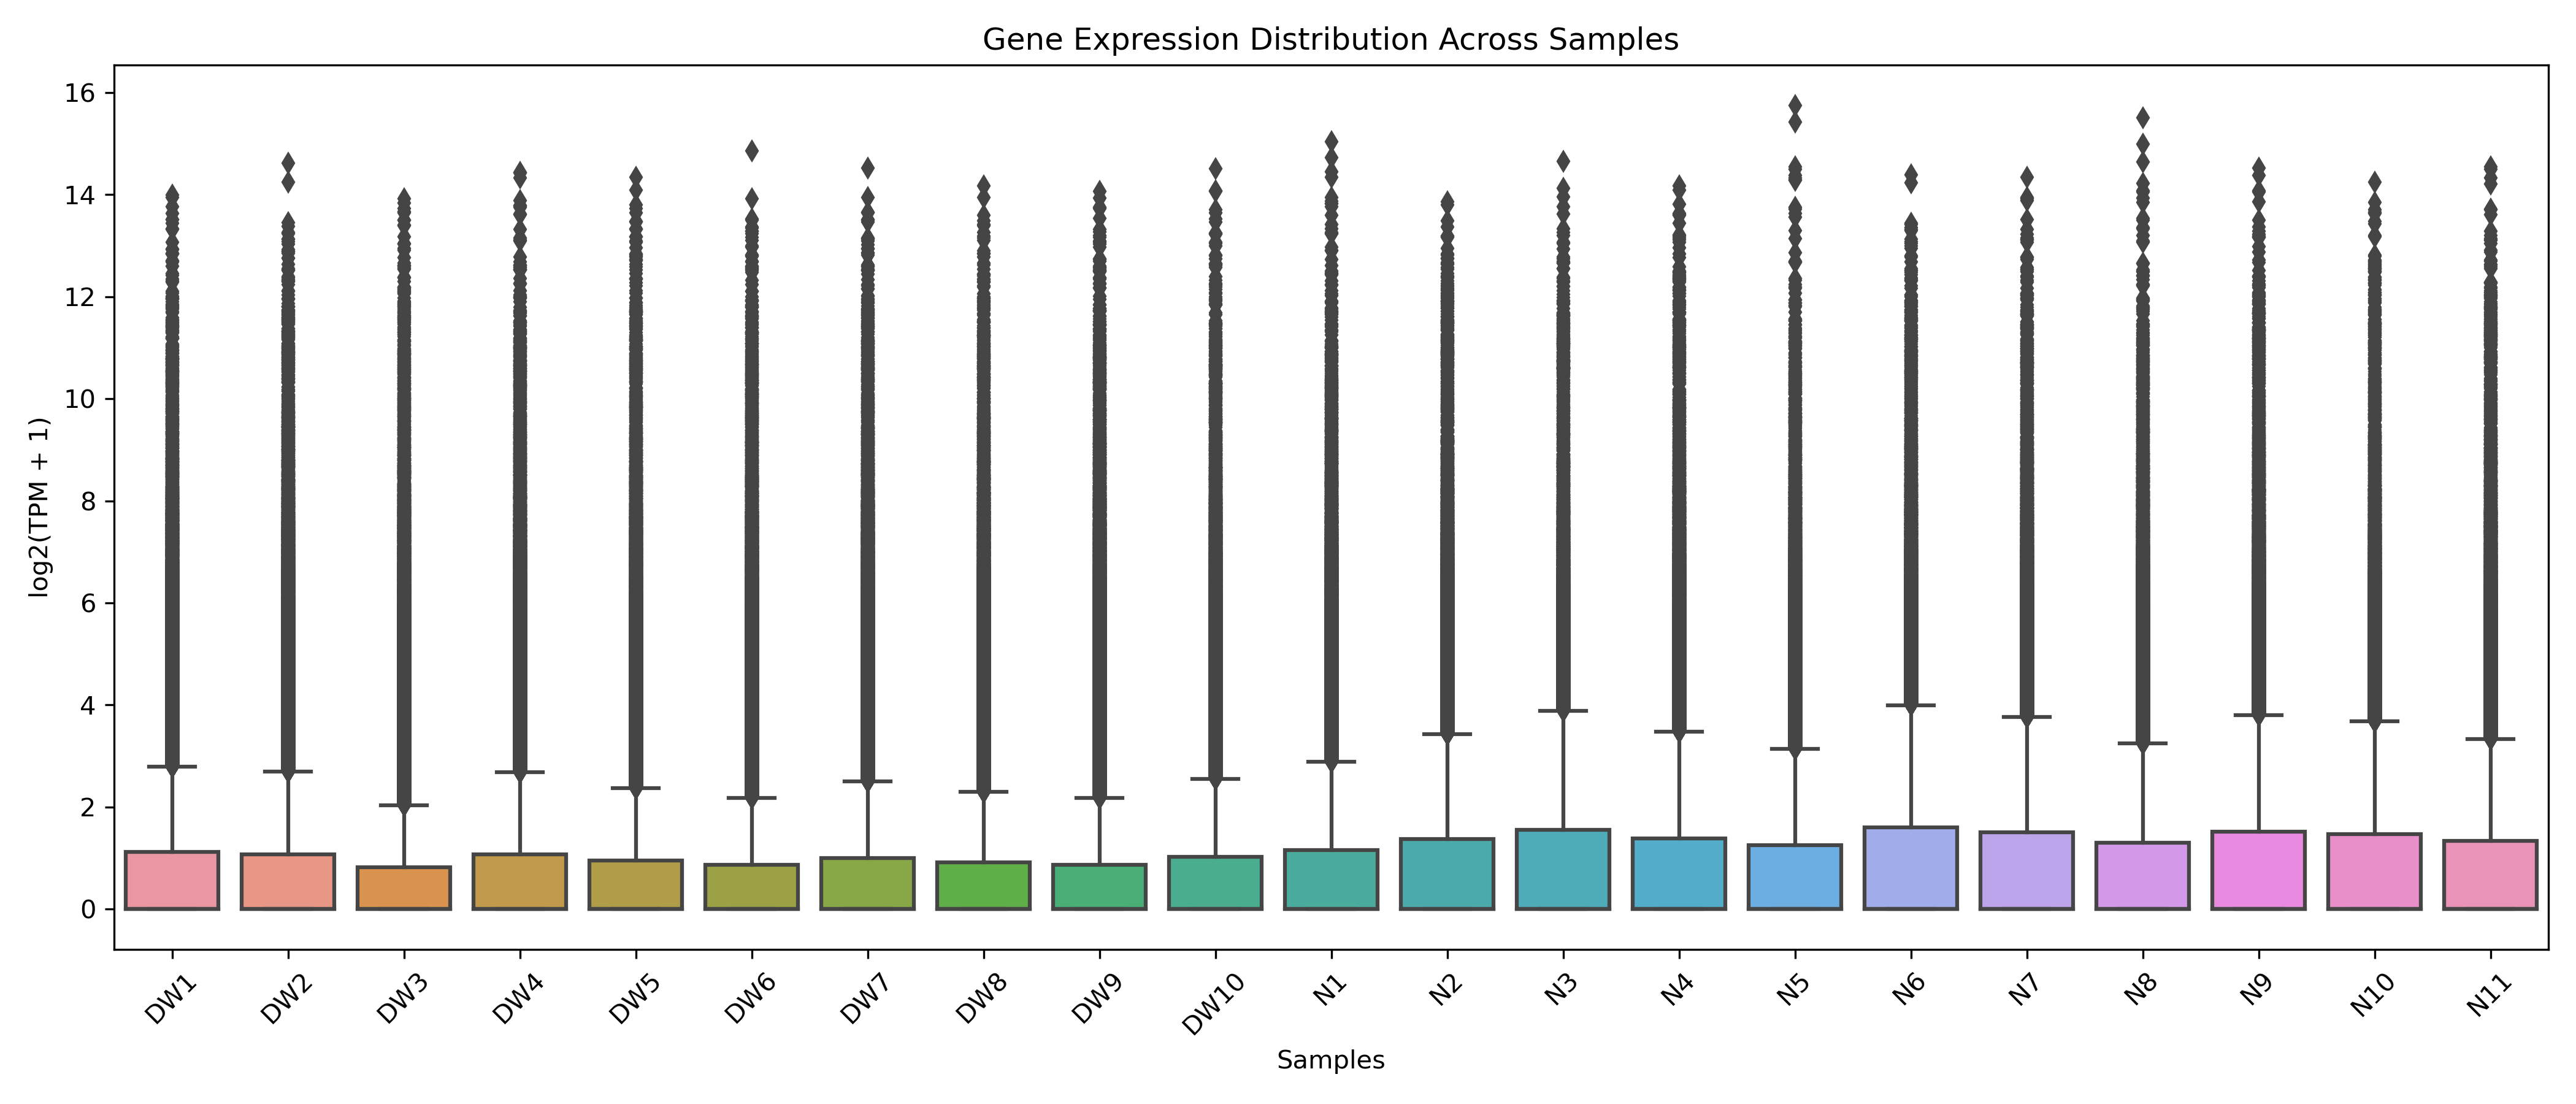 Gene Expression Distribution Across Samples
log2(TPM + 1)
16
14
12
10
8
6
4
2
0
DW1 DW2 DW3 DW4 DW5 DW6 DW7 DW8 DW9 DW10 N1 N2 N3 N4 N5 N6 N7 N8 N9 N10 N11
Samples